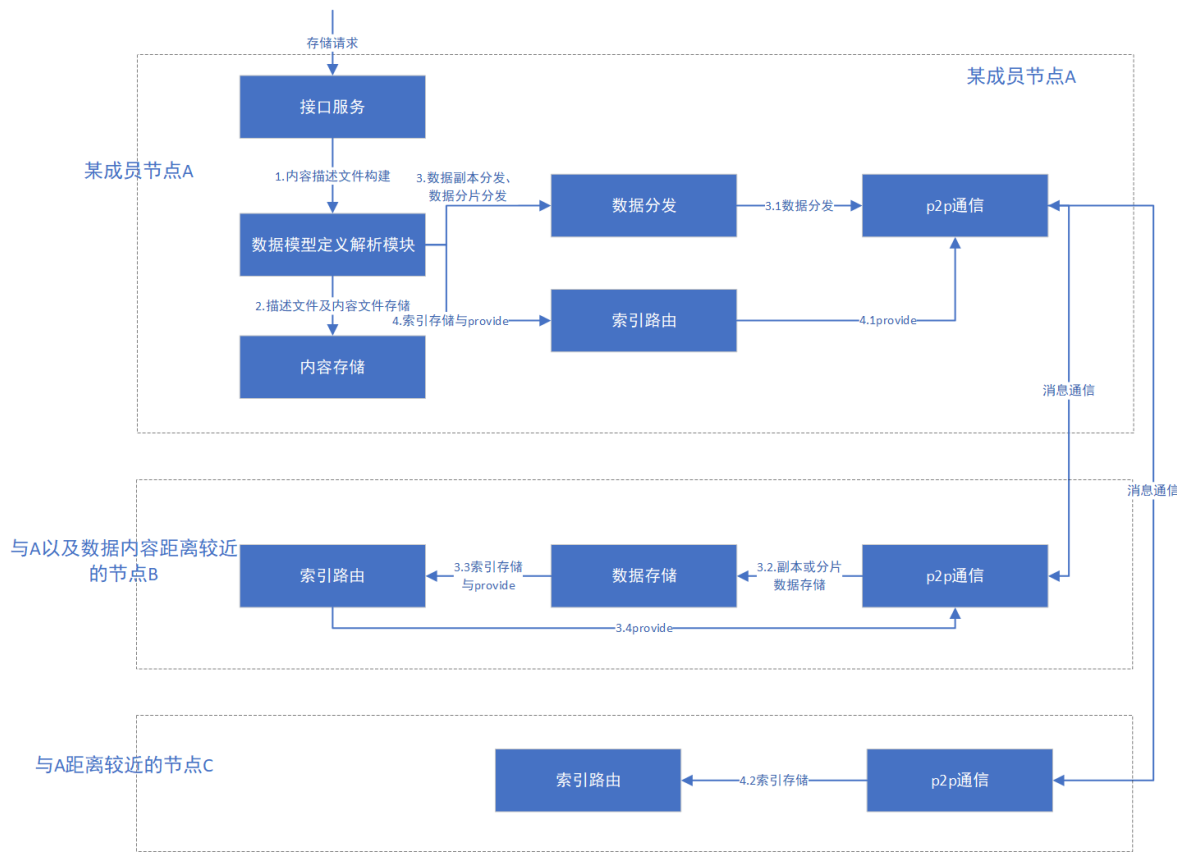 存储请求
某成员节点A
接口服务
某成员节点A
1.内容描述文件构建
3.数据副本分发、
数据分片分发
数据分发
3.1数据分发
p2p通信
数据模型定义解析模块
2.描述文件及内容文件存储
4.索引存储与provide
索引路由
4.1provide
内容存储
消息通信
消息通信
与A以及数据内容距离较近
的节点B
索引路由
3.3索引存储
与provide
数据存储
3.2.副本或分片
数据存储
p2p通信
3.4provide
与A距离较近的节点C
索引路由
4.2索引存储
p2p通信